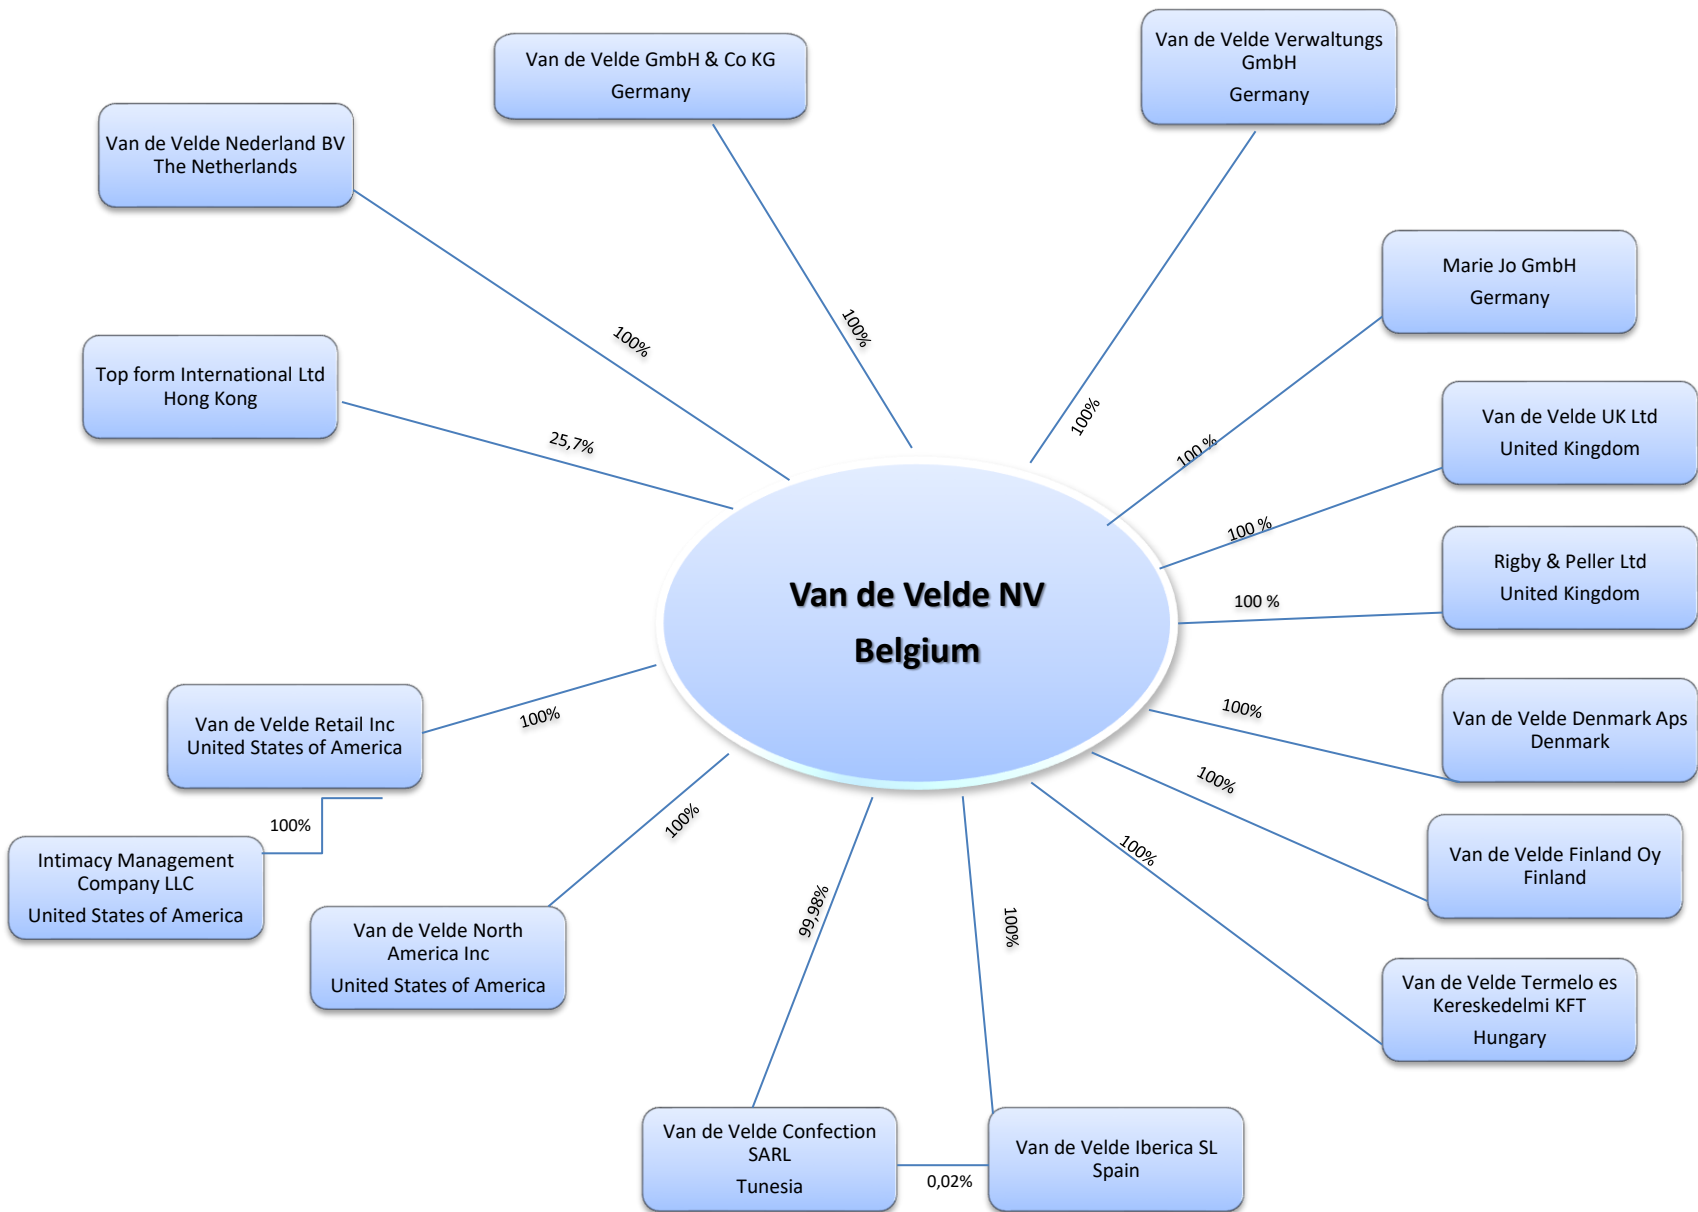 Van de Velde GmbH & Co KG
Germany
Van de Velde Verwaltungs
GmbH
Germany
Van de Velde Nederland BV
The Netherlands
Marie Jo GmbH
Germany
Top form International Ltd
Hong Kong
Van de Velde UK Ltd
United Kingdom
Rigby & Peller Ltd
United Kingdom
100%
100%
100%
25,7%
100 %
100 %
100 %
Van de Velde NV
Belgium
Van de Velde Retail Inc
United States of America
100%
100%
Van de Velde Denmark Aps
Denmark
100%
Intimacy Management
Company LLC
United States of America
100%
100%
100%
Van de Velde Finland Oy
Finland
Van de Velde North
America Inc
United States of America
99,98%
100%
Van de Velde Termelo es
Kereskedelmi KFT
Hungary
Van de Velde Confection
SARL
Tunesia
0,02%
Van de Velde Iberica SL
Spain